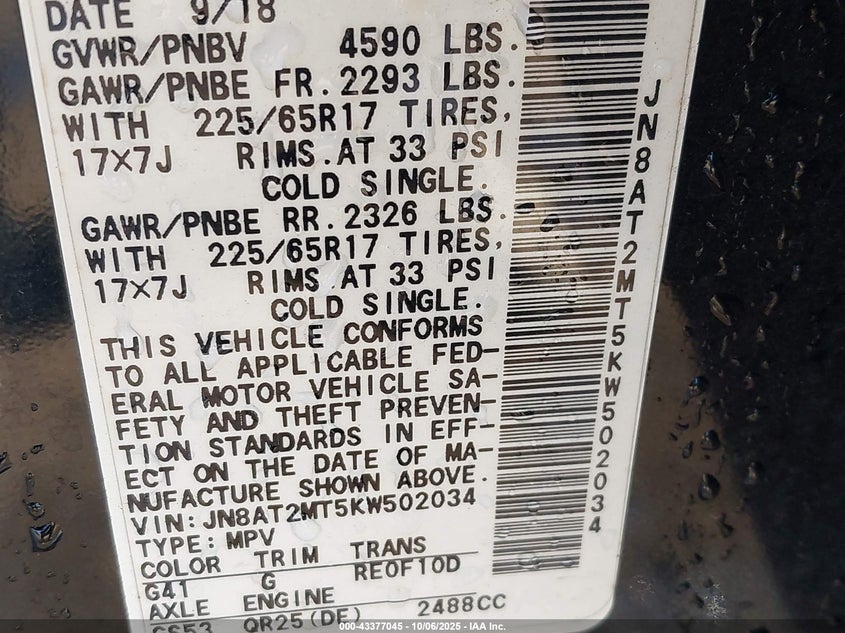 DATE 9/18
GVWR/PNBV 4590 LBS.
GAWR/PNBE FR. 2293 LBS.
WITH 225/65R17 TIRES,
17X7J RIMS.AT 33 PSI
COLD SINGLE.
GAWR/PNBE RR. 2326 LBS.
WITH 225/65R17 TIRES,
17X7J RIMS.AT 33 PSI
COLD SINGLE.
THIS VEHICLE CONFORMS
TO ALL APPLICABLE FED-
ERAL MOTOR VEHICLE SA-
FETY AND THEFT PREVEN-
TION STANDARDS IN EFF-
ECT ON THE DATE OF MA-
NUFACTURE SHOWN ABOVE.
VIN: JN8AT2MT5KW502034
TYPE: MPV
COLOR TRIM TRANS
G41 G RE0F10D
AXLE ENGINE
CS53 QR25(DE) 2488CC
JN8AT2MT5KW502034
000-43377045 - 10/06/2025 - IAA Inc.